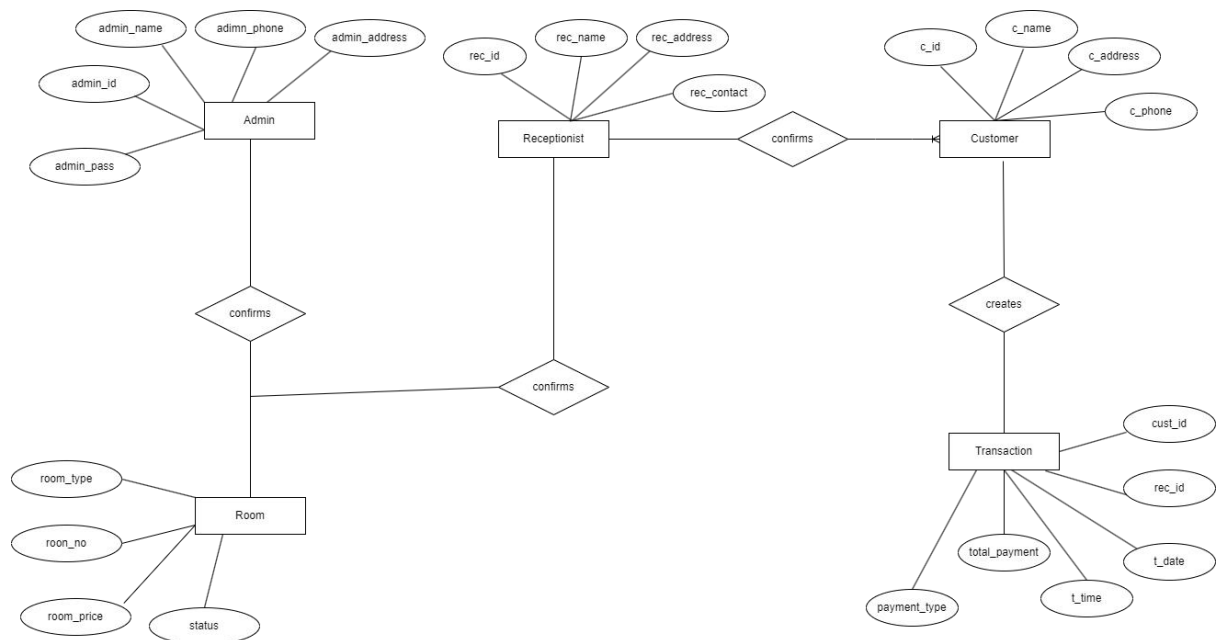 admin_name
adimn_phone
admin_address
admin_id
Admin
admin_pass
confirms
rec_name
rec_address
rec_id
rec_contact
Receptionist
confirms
c_name
c_id
c_address
c_phone
Customer
creates
confirms
room_type
Room
roon_no
room_price
status
cust_id
Transaction
rec_id
total_payment
t_date
t_time
payment_type